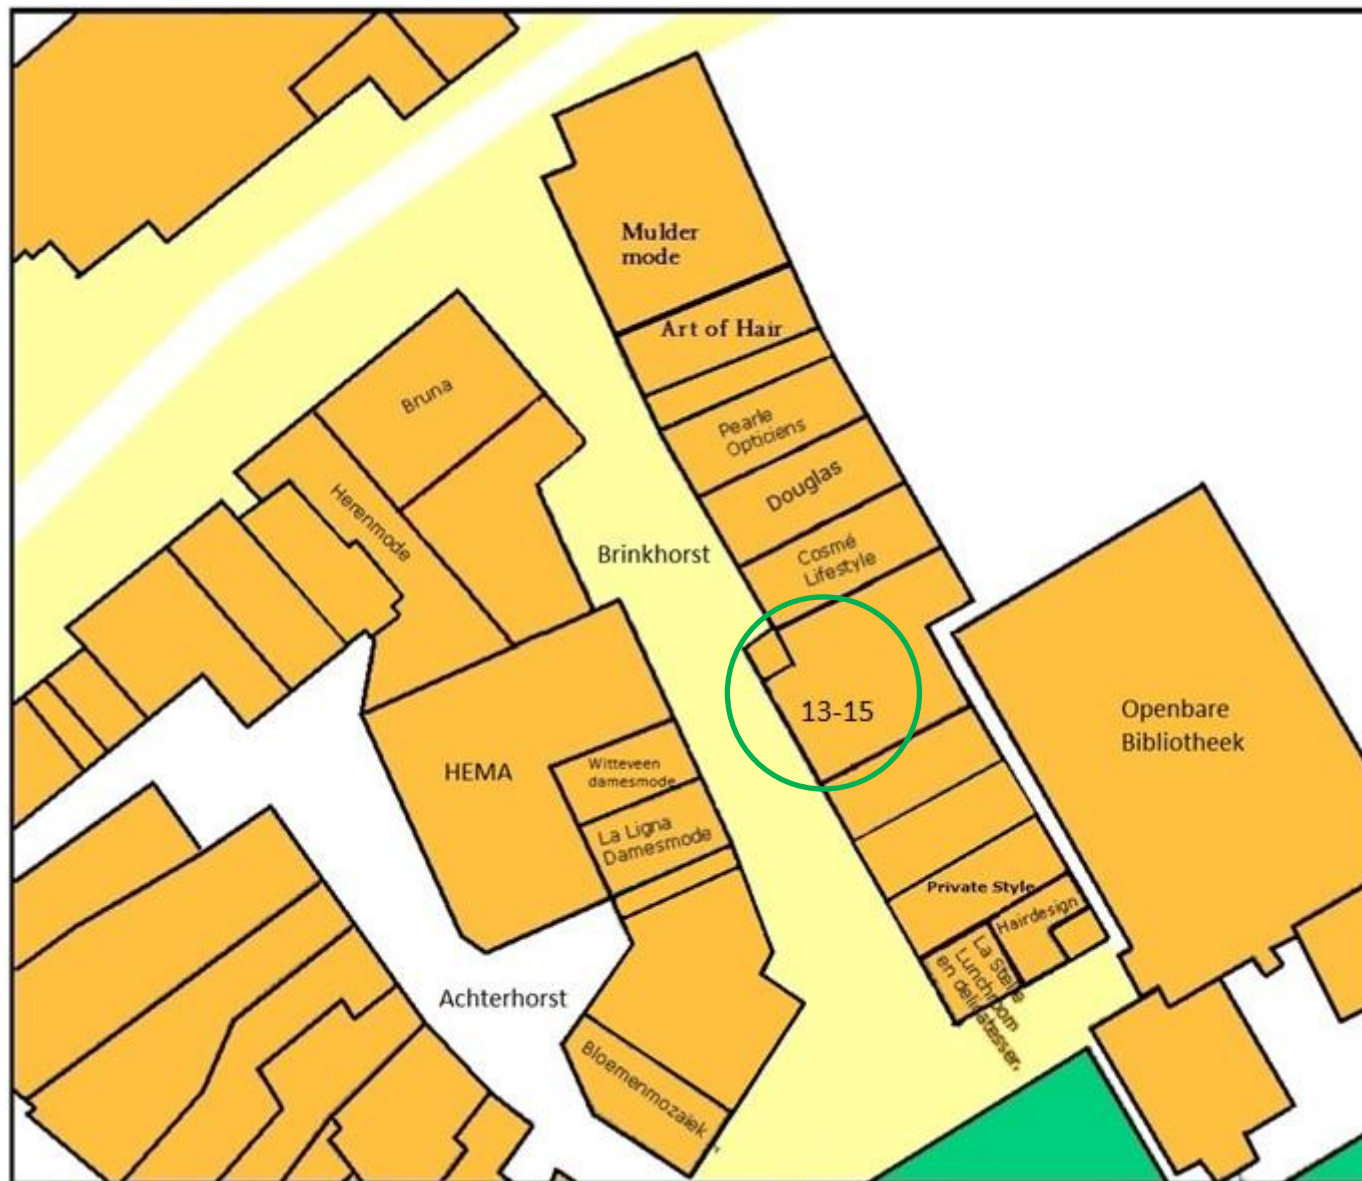 Mulder
mode
Art of Hair
Bruna
Pearle
Opticiens
Herenmode
Douglas
Brinkhorst
Cosmé
Lifestyle
13-15
Openbare
Bibliotheek
HEMA
Witteveen
damesmode
La Ligna
Damesmode
Private Style
Hairdesign
La Stelle
Lunchroom
en delicatessen
Achterhorst
Bloemenmozaïek